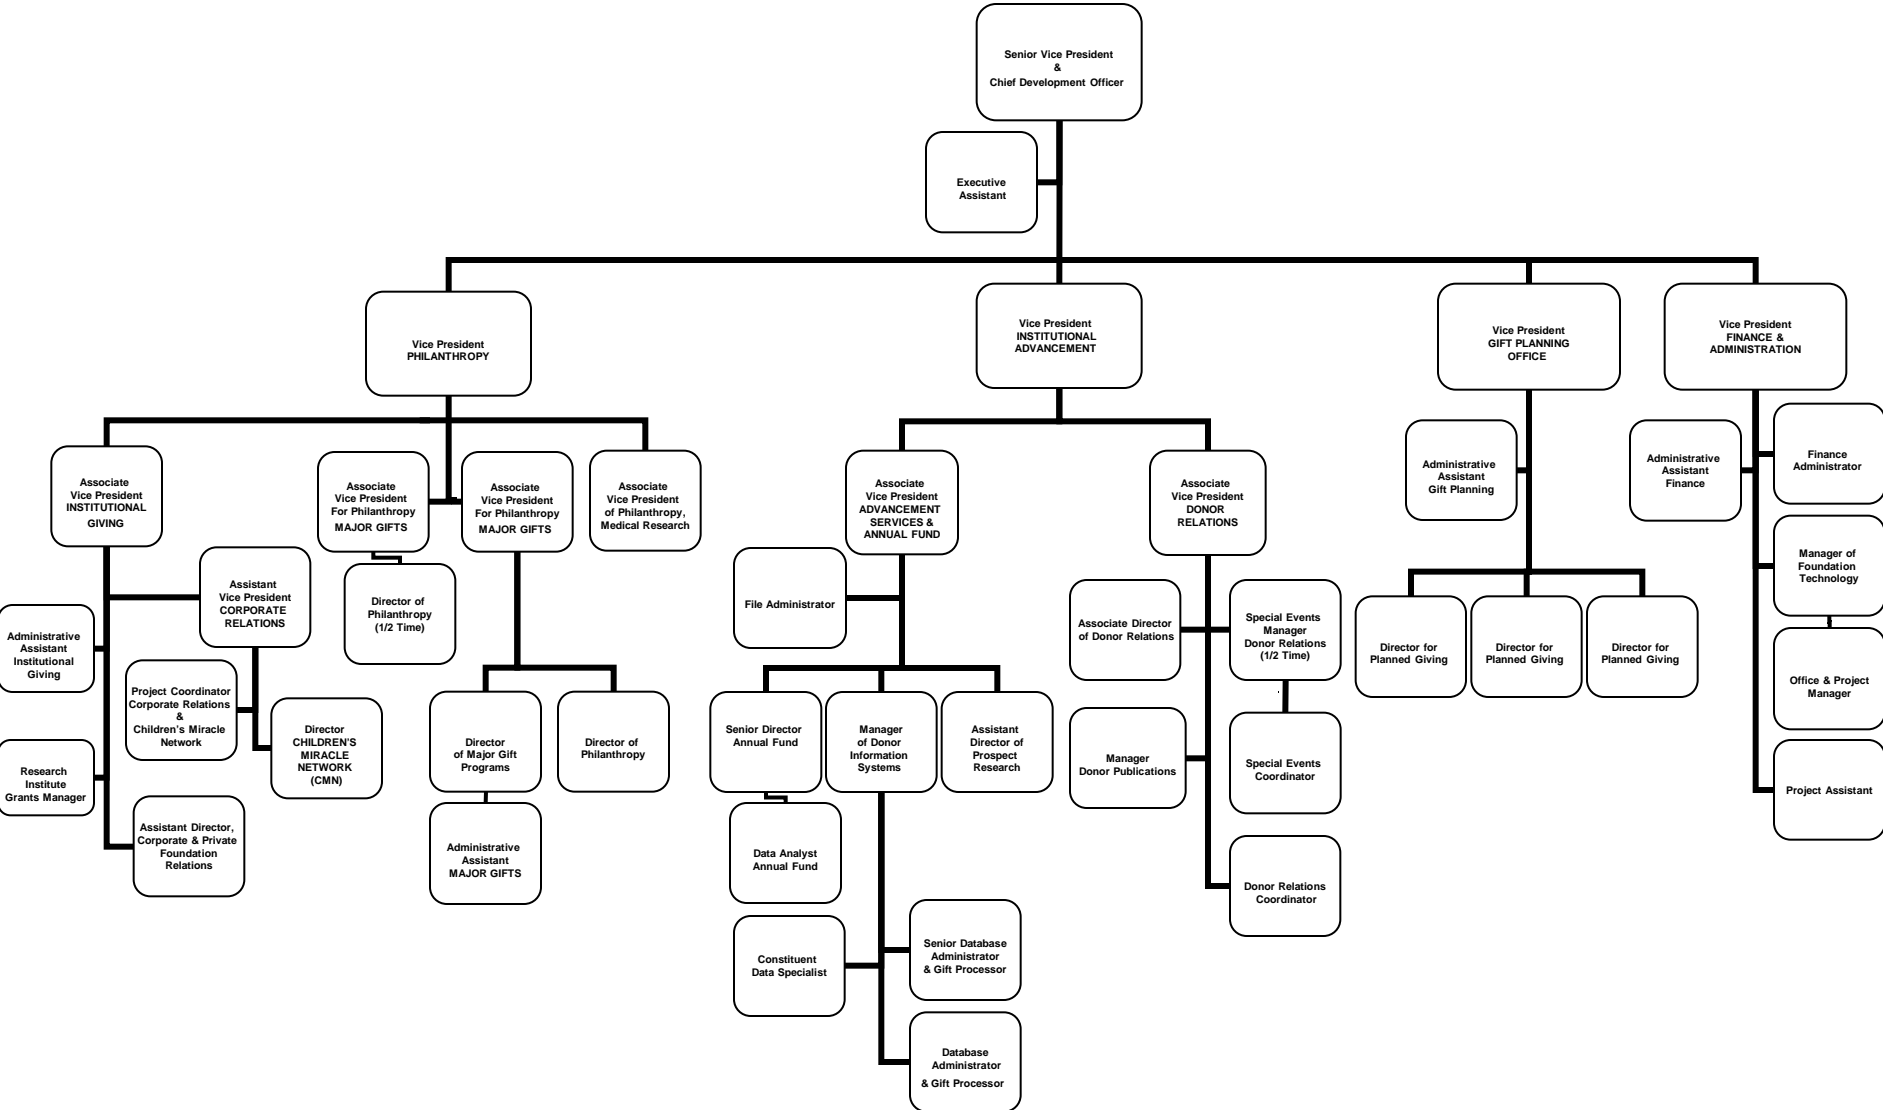 Senior Vice President
&
Chief Development Officer
Executive
Assistant
Vice President
PHILANTHROPY
Vice President
INSTITUTIONAL
ADVANCEMENT
Vice President
GIFT PLANNING
OFFICE
Vice President
FINANCE &
ADMINISTRATION
Associate
Vice President
INSTITUTIONAL
GIVING
Associate
Vice President
For Philanthropy
MAJOR GIFTS
Associate
Vice President
For Philanthropy
MAJOR GIFTS
Associate
Vice President
of Philanthropy,
Medical Research
Associate
Vice President
ADVANCEMENT
SERVICES &
ANNUAL FUND
Associate
Vice President
DONOR
RELATIONS
Administrative
Assistant
Gift Planning
Administrative
Assistant
Finance
Finance
Administrator
Assistant
Vice President
CORPORATE
RELATIONS
Director of
Philanthropy
(1/2 Time)
File Administrator
Associate Director
of Donor Relations
Special Events
Manager
Donor Relations
(1/2 Time)
Director for
Planned Giving
Director for
Planned Giving
Director for
Planned Giving
Manager of
Foundation
Technology
Administrative
Assistant
Institutional
Giving
Project Coordinator
Corporate Relations
&
Children's Miracle
Network
Director
CHILDREN'S
MIRACLE
NETWORK
(CMN)
Director
of Major Gift
Programs
Director of
Philanthropy
Senior Director
Annual Fund
Manager
of Donor
Information
Systems
Assistant
Director of
Prospect
Research
Manager
Donor Publications
Special Events
Coordinator
Office & Project
Manager
Research
Institute
Grants Manager
Assistant Director,
Corporate & Private
Foundation
Relations
Administrative
Assistant
MAJOR GIFTS
Data Analyst
Annual Fund
Donor Relations
Coordinator
Project Assistant
Constituent
Data Specialist
Senior Database
Administrator
& Gift Processor
Database
Administrator
& Gift Processor